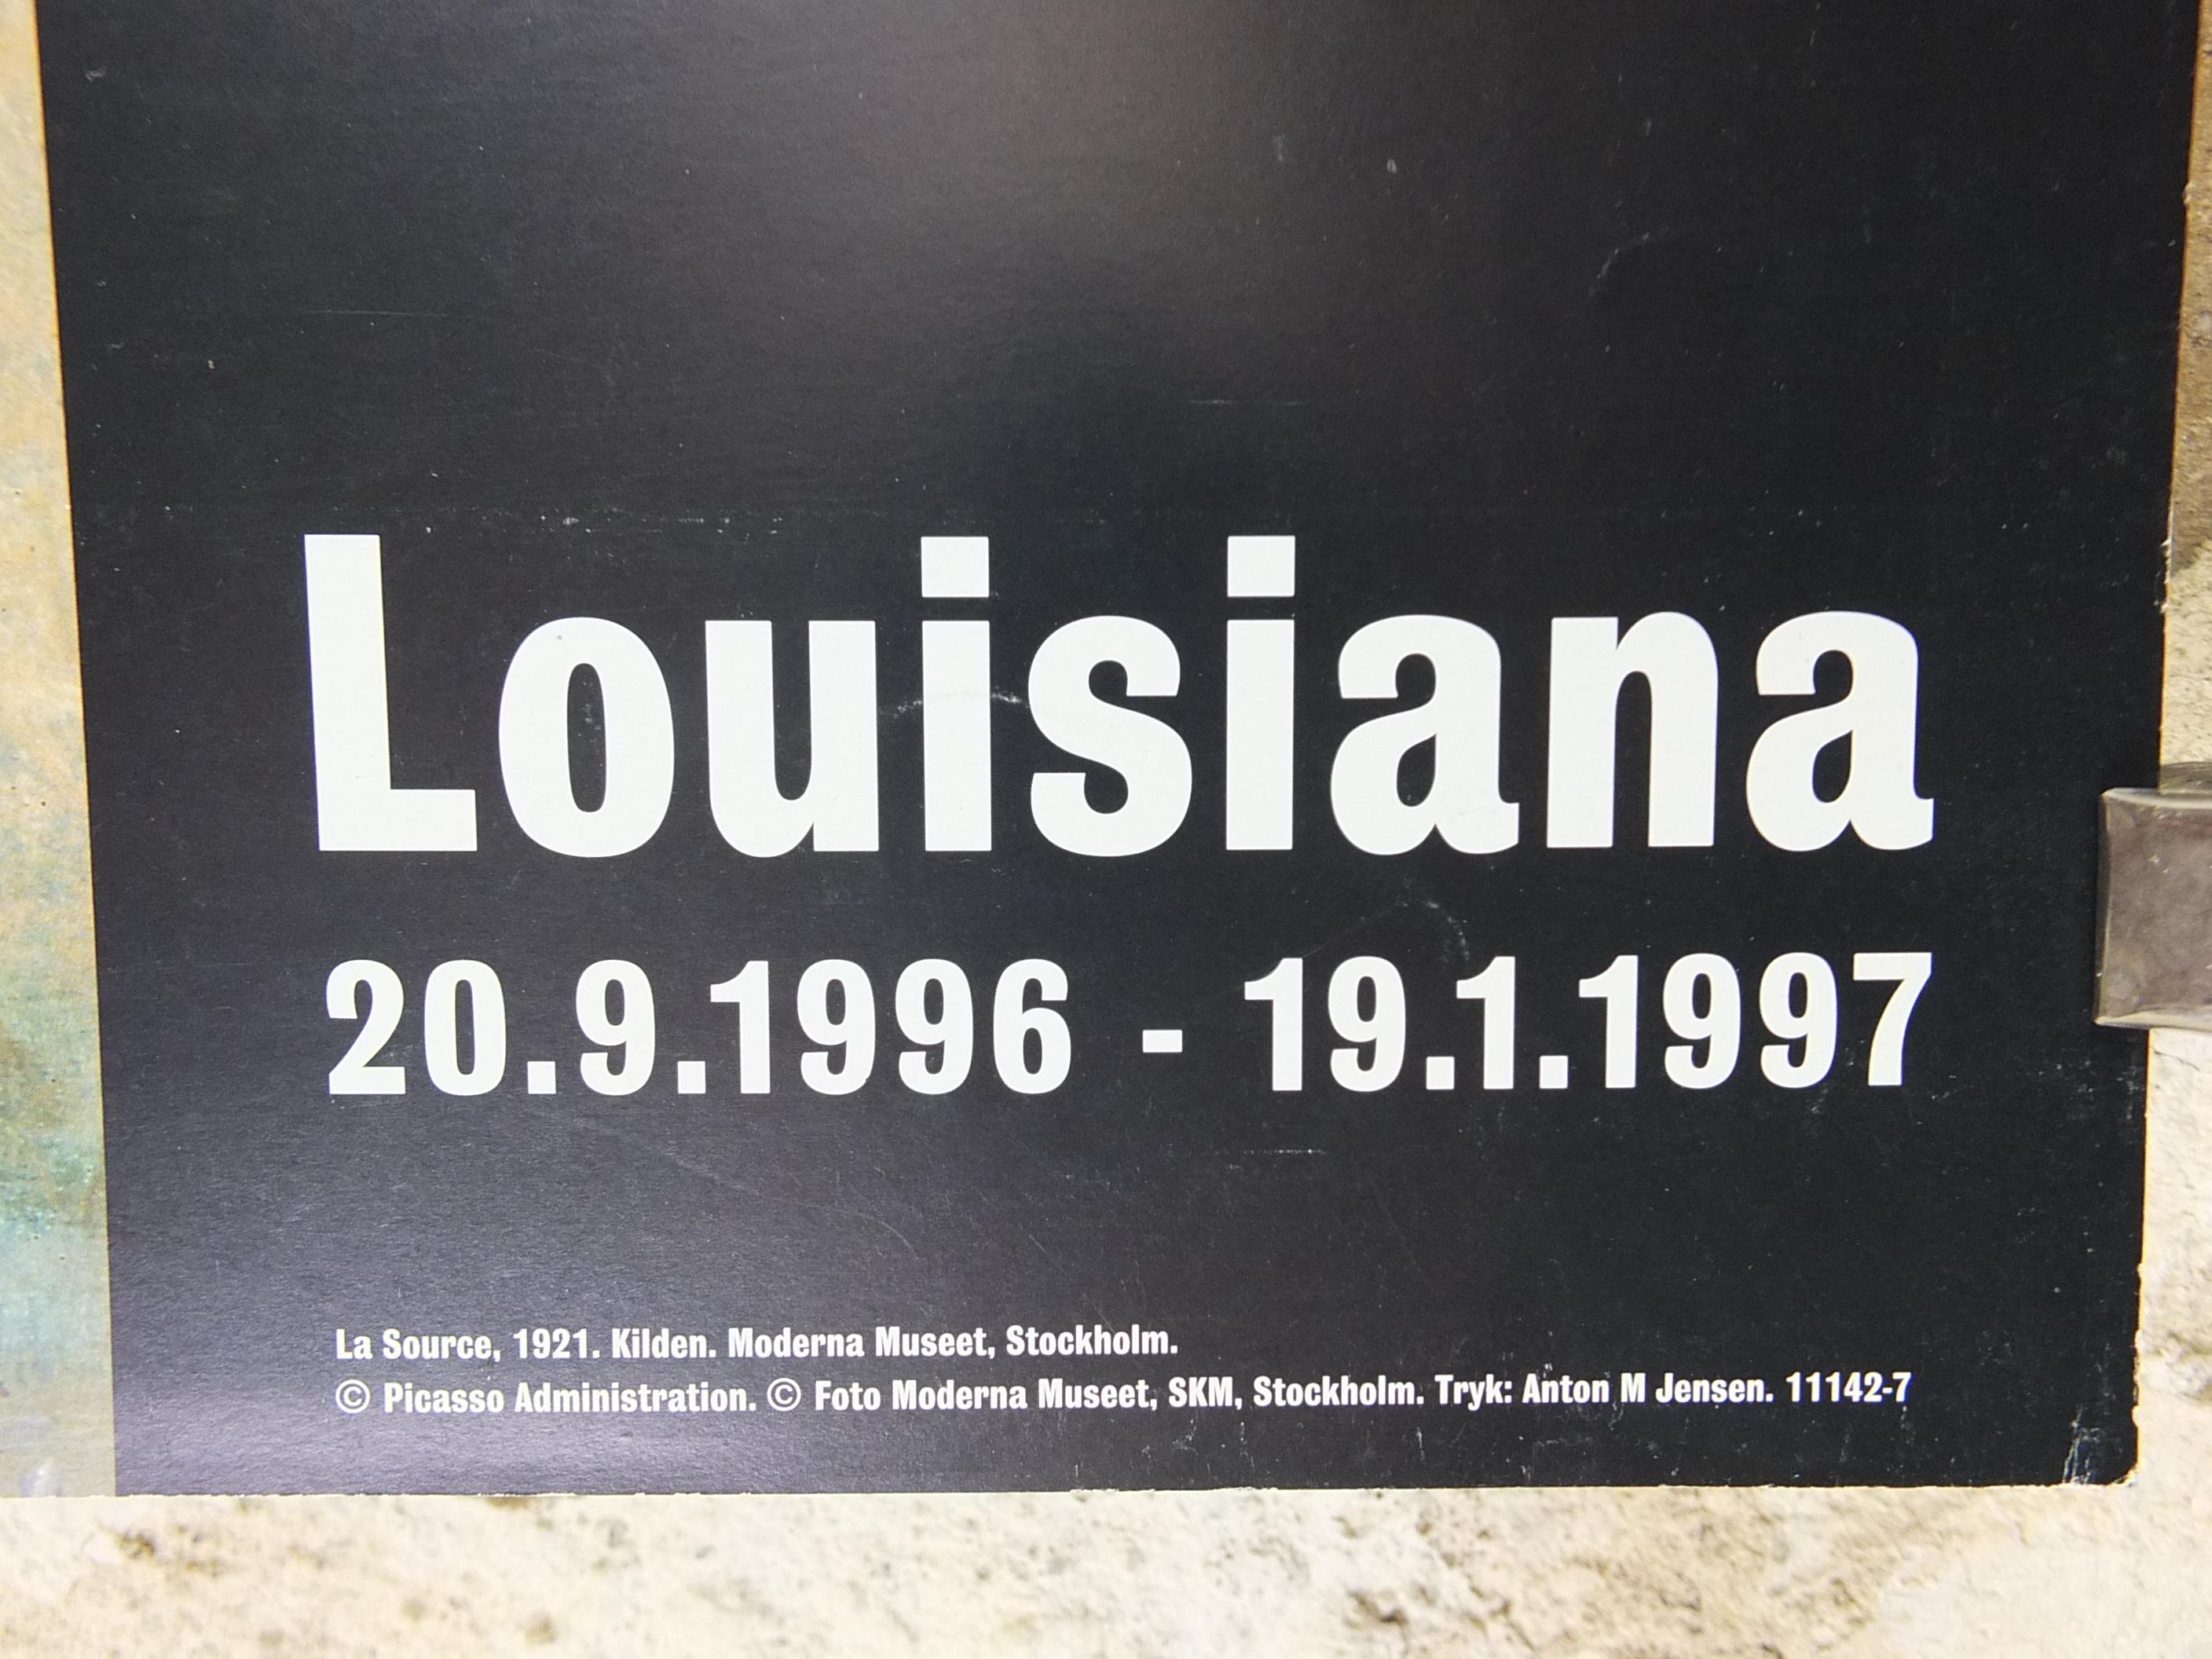 Louisiana
20.9.1996 - 19.1.1997
La Source, 1921. Kilden. Moderna Museet, Stockholm.
© Picasso Administration. © Foto Moderna Museet, SKM, Stockholm. Tryk: Anton M Jensen. 11142-7